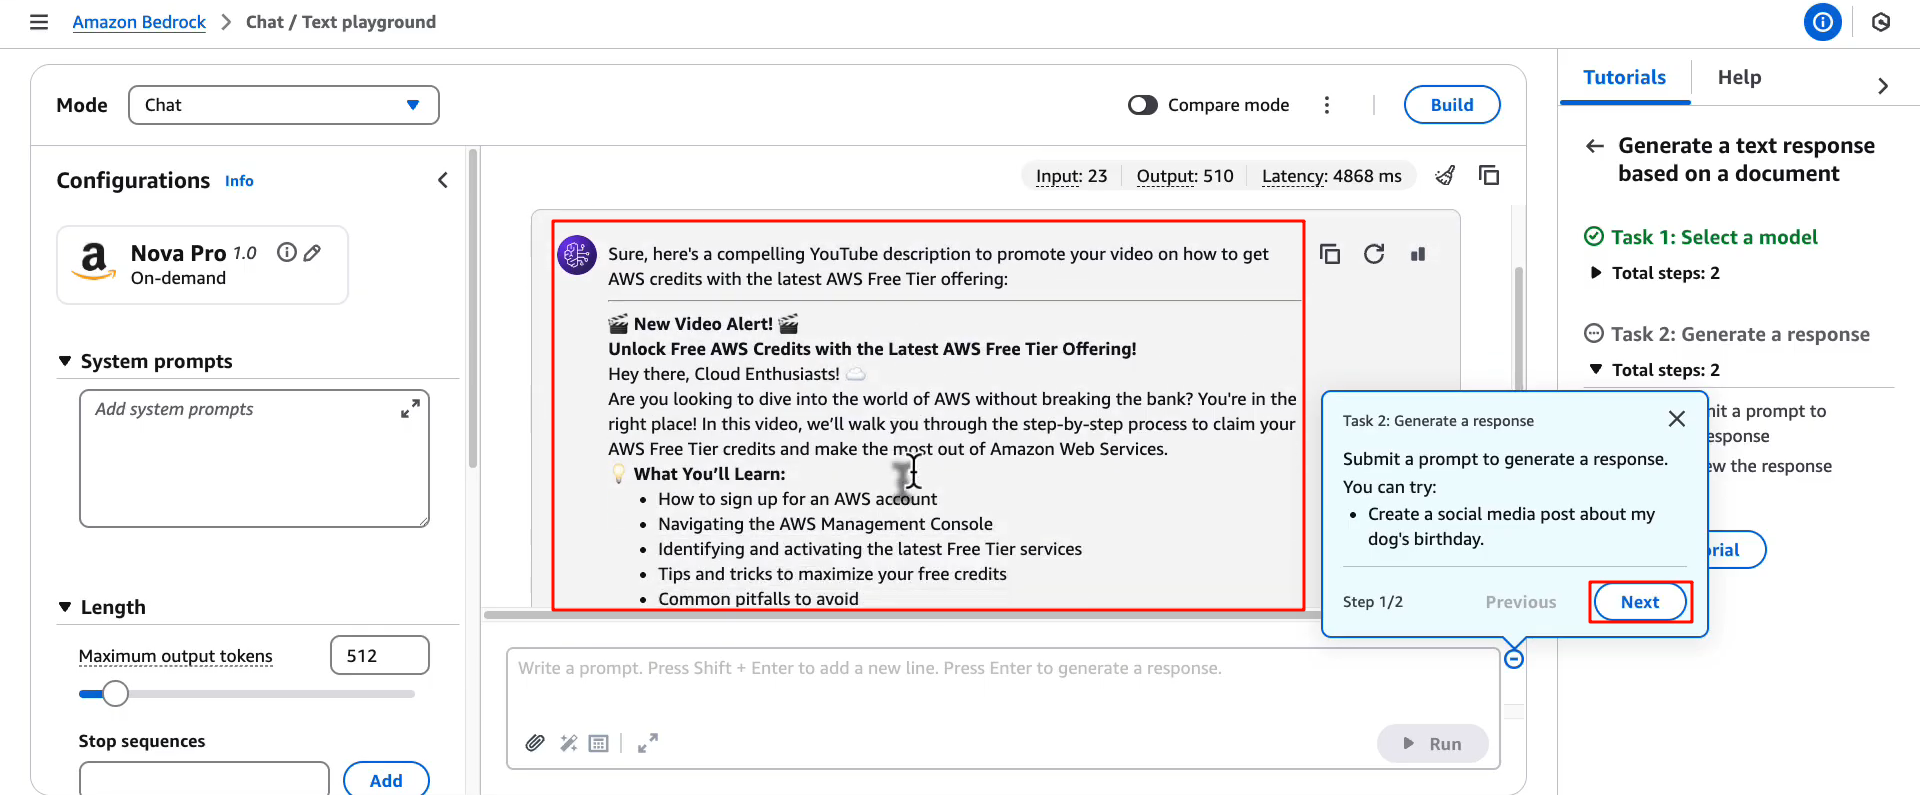 Amazon Bedrock > Chat / Text playground
Mode
Chat
Compare mode
Build
Configurations Info
Nova Pro 1.0
On-demand
System prompts
Add system prompts
Length
Maximum output tokens
512
Stop sequences
Add
Input: 23
Output: 510
Latency: 4868 ms
Sure, here's a compelling YouTube description to promote your video on how to get
AWS credits with the latest AWS Free Tier offering:
🎬 New Video Alert! 🎬
Unlock Free AWS Credits with the Latest AWS Free Tier Offering!
Hey there, Cloud Enthusiasts! ☁️
Are you looking to dive into the world of AWS without breaking the bank? You're in the
right place! In this video, we’ll walk you through the step-by-step process to claim your
AWS Free Tier credits and make the most out of Amazon Web Services.
💡 What You’ll Learn:
• How to sign up for an AWS account
• Navigating the AWS Management Console
• Identifying and activating the latest Free Tier services
• Tips and tricks to maximize your free credits
• Common pitfalls to avoid
Write a prompt. Press Shift + Enter to add a new line. Press Enter to generate a response.
Run
Tutorials
Help
Generate a text response
based on a document
Task 1: Select a model
Total steps: 2
Task 2: Generate a response
Total steps: 2
a prompt to
the response
Task 2: Generate a response
Submit a prompt to generate a response.
You can try:
• Create a social media post about my
dog's birthday.
Step 1/2
Previous
Next